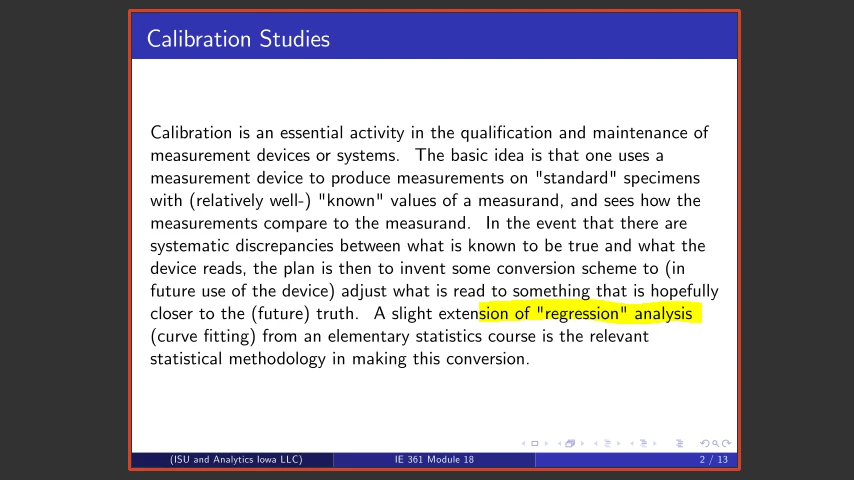 Calibration Studies
Calibration is an essential activity in the qualification and maintenance of
measurement devices or systems. The basic idea is that one uses a
measurement device to produce measurements on "standard" specimens
with (relatively well-) "known" values of a measurand, and sees how the
measurements compare to the measurand. In the event that there are
systematic discrepancies between what is known to be true and what the
device reads, the plan is then to invent some conversion scheme to (in
future use of the device) adjust what is read to something that is hopefully
closer to the (future) truth. A slight extension of "regression" analysis
(curve fitting) from an elementary statistics course is the relevant
statistical methodology in making this conversion.
(ISU and Analytics Iowa LLC) IE 361 Module 18 2 / 13